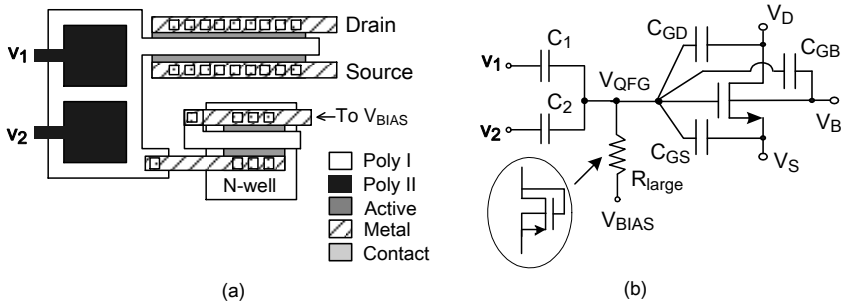 v1
v2
Drain
Source
To VBIAS
N-well
Poly I
Poly II
Active
Metal
Contact
(a)
v1
v2
C1
C2
VQFG
CGD
CGS
CGB
VD
VB
VS
Rlarge
VBIAS
(b)